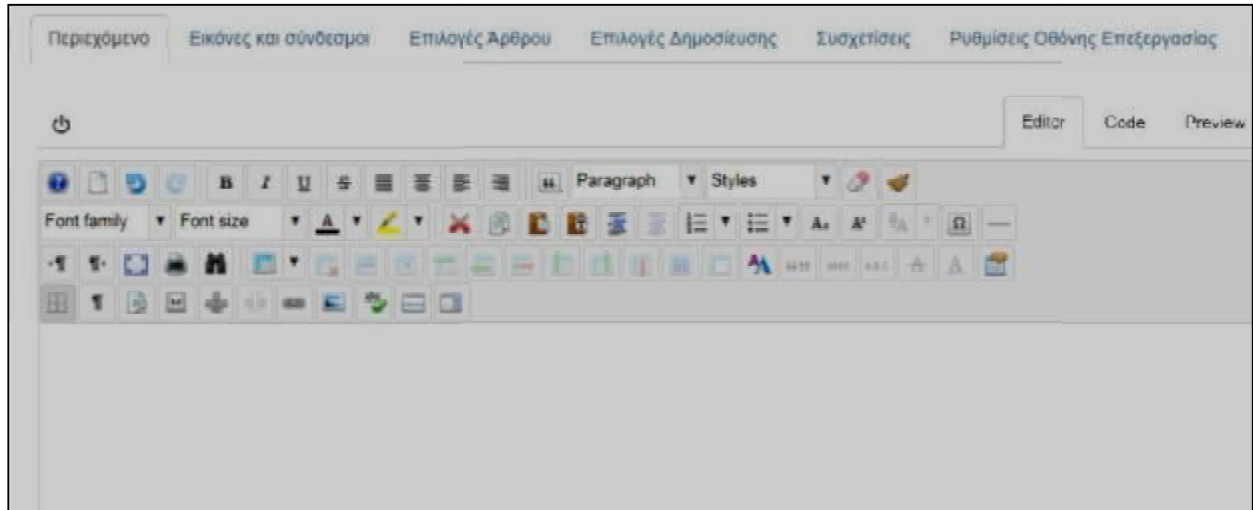 Περιεχόμενο Εικόνες και σύνδεσμοι Επιλογές Άρθρου Επιλογές Δημοσίευσης Συσχετίσεις Ρυθμίσεις Οθόνης Επεξεργασίας
Editor Code Preview
B I U S Paragraph Styles
Font family Font size A Ω